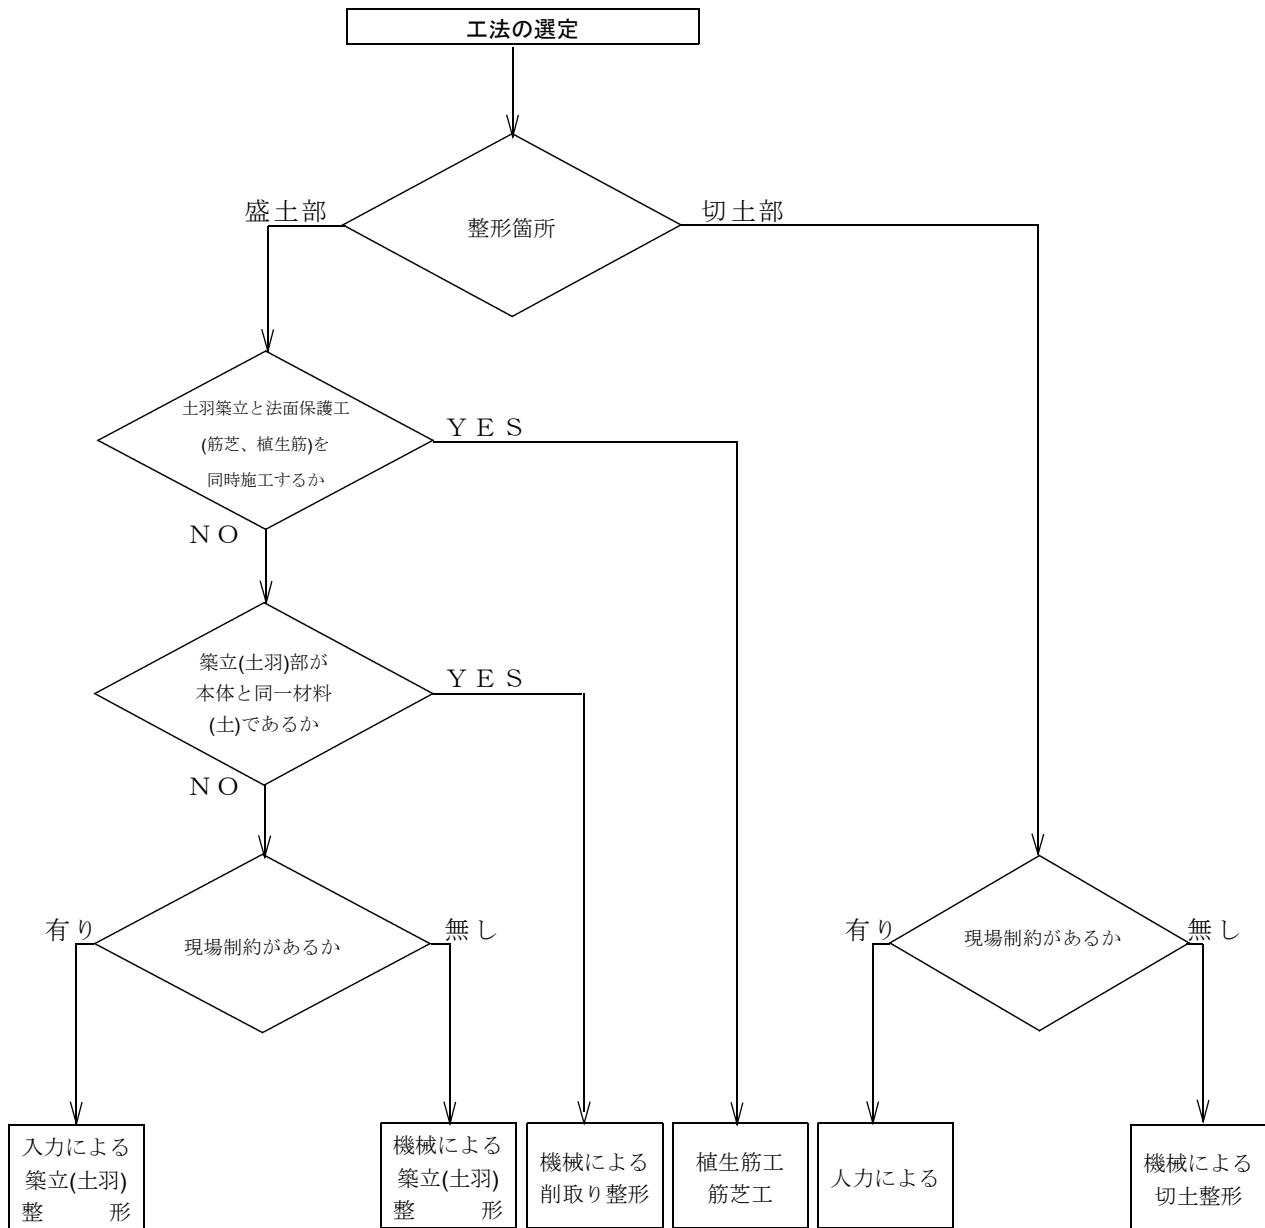 工法の選定
盛土部
切土部
整形箇所
土羽築立と法面保護工
(筋芝、植生筋)を
同時施工するか
ＹＥＳ
ＮＯ
築立(土羽)部が
本体と同一材料
(土)であるか
ＹＥＳ
ＮＯ
有り
現場制約があるか
無し
有り
現場制約があるか
無し
入力による
築立(土羽)
整　　　形
機械による
築立(土羽)
整　　　形
機械による
削取り整形
植生筋工
筋芝工
人力による
機械による
切土整形